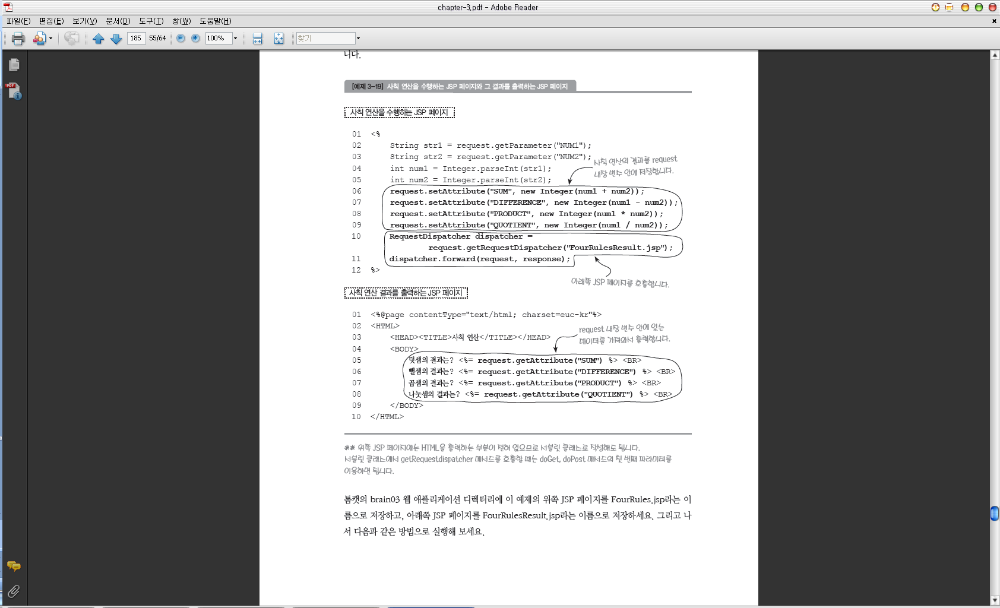 chapter-3.pdf - Adobe Reader
파일(F) 편집(E) 보기(V) 문서(D) 도구(T) 창(W) 도움말(H)
185 55/64 100% 찾기
니다.
[예제 3-19] 사칙 연산을 수행하는 JSP 페이지와 그 결과를 출력하는 JSP 페이지
사칙 연산을 수행하는 JSP 페이지
01 <%
02 String str1 = request.getParameter("NUM1");
03 String str2 = request.getParameter("NUM2");
사칙 연산의 결과를 request
04 int num1 = Integer.parseInt(str1);
내장 변수 안에 저장합니다.
05 int num2 = Integer.parseInt(str2);
06 request.setAttribute("SUM", new Integer(num1 + num2));
07 request.setAttribute("DIFFERENCE", new Integer(num1 - num2));
08 request.setAttribute("PRODUCT", new Integer(num1 * num2));
09 request.setAttribute("QUOTIENT", new Integer(num1 / num2));
10 RequestDispatcher dispatcher =
request.getRequestDispatcher("FourRulesResult.jsp");
11 dispatcher.forward(request, response);
12 %>
아래쪽 JSP 페이지를 호출합니다.
사칙 연산 결과를 출력하는 JSP 페이지
01 <%@page contentType="text/html; charset=euc-kr"%>
02 <HTML>
request 내장 변수 안에 있는
03 <HEAD><TITLE>사칙 연산</TITLE></HEAD>
데이터를 가져와서 출력합니다.
04 <BODY>
05 덧셈의 결과는? <%= request.getAttribute("SUM") %> <BR>
06 뺄셈의 결과는? <%= request.getAttribute("DIFFERENCE") %> <BR>
07 곱셈의 결과는? <%= request.getAttribute("PRODUCT") %> <BR>
08 나눗셈의 결과는? <%= request.getAttribute("QUOTIENT") %> <BR>
09 </BODY>
10 </HTML>
** 위쪽 JSP 페이지에는 HTML을 출력하는 부분이 전혀 없으므로 서블릿 클래스로 작성해도 됩니다.
서블릿 클래스에서 getRequestdispatcher 메서드를 호출할 때는 doGet, doPost 메서드의 첫 번째 파라미터를
이용하면 됩니다.
톰캣의 brain03 웹 애플리케이션 디렉터리에 이 예제의 위쪽 JSP 페이지를 FourRules.jsp라는 이
름으로 저장하고, 아래쪽 JSP 페이지를 FourRulesResult.jsp라는 이름으로 저장하세요. 그리고 나
서 다음과 같은 방법으로 실행해 보세요.